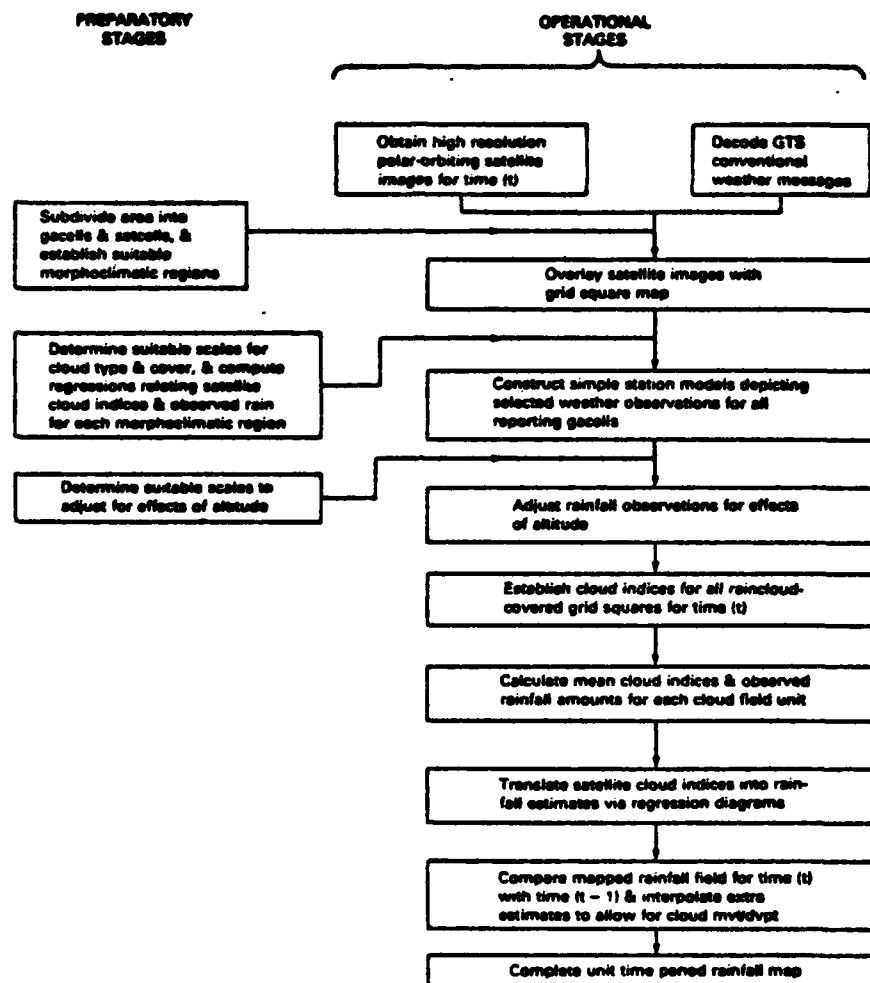 PREPARATORY
STAGES
OPERATIONAL
STAGES
Obtain high resolution
polar-orbiting satellite
images for time (t)
Decode GTS
conventional
weather messages
Subdivide area into
gacells & satcells, &
establish suitable
morphoclimatic regions
Overlay satellite images with
grid square map
Determine suitable scales for
cloud type & cover, & compute
regressions relating satellite
cloud indices & observed rain
for each morphoclimatic region
Construct simple station models depicting
selected weather observations for all
reporting gacells
Determine suitable scales to
adjust for effects of altitude
Adjust rainfall observations for effects
of altitude
Establish cloud indices for all raincloud-
covered grid squares for time (t)
Calculate mean cloud indices & observed
rainfall amounts for each cloud field unit
Translate satellite cloud indices into rain-
fall estimates via regression diagrams
Compare mapped rainfall field for time (t)
with time (t - 1) & interpolate extra
estimates to allow for cloud mvt/dvpt
Complete unit time period rainfall map